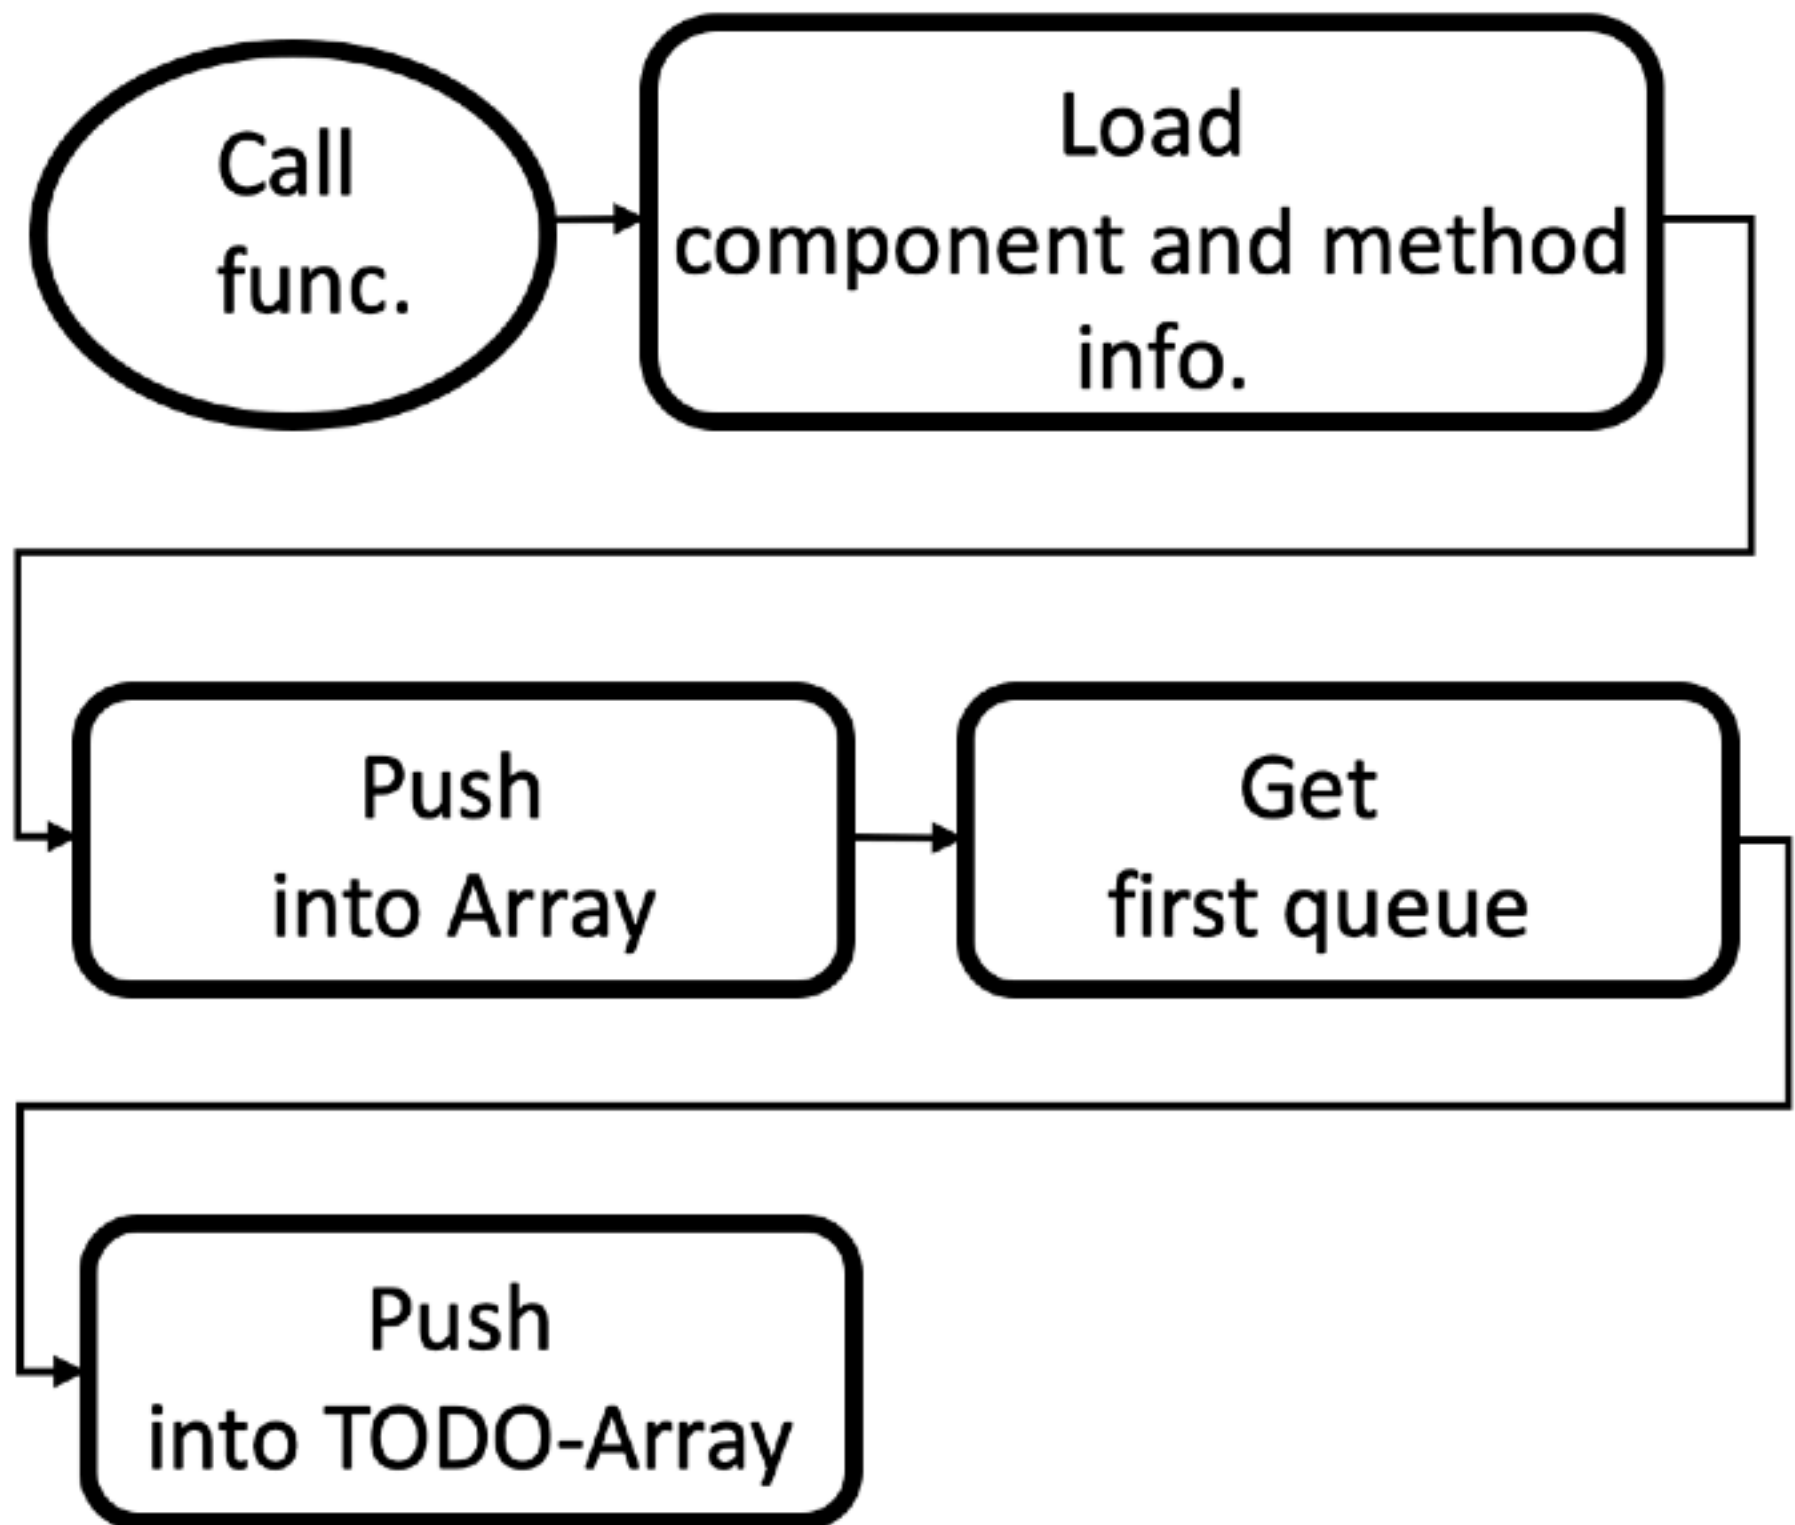 Call
func.
Load
component and method
info.
Push
into Array
Get
first queue
Push
into TODO-Array